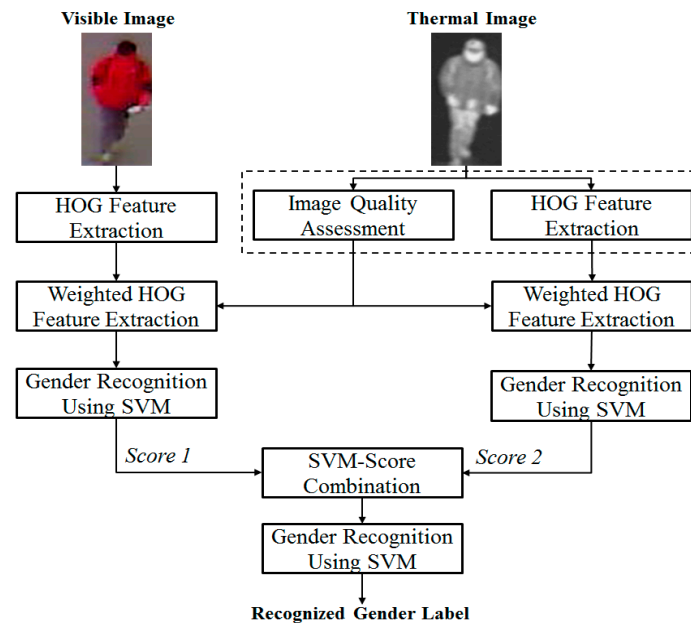 Visible Image
Thermal Image
HOG Feature
Extraction
Image Quality
Assessment
HOG Feature
Extraction
Weighted HOG
Feature Extraction
Weighted HOG
Feature Extraction
Gender Recognition
Using SVM
Gender Recognition
Using SVM
Score 1
SVM-Score
Combination
Score 2
Gender Recognition
Using SVM
Recognized Gender Label